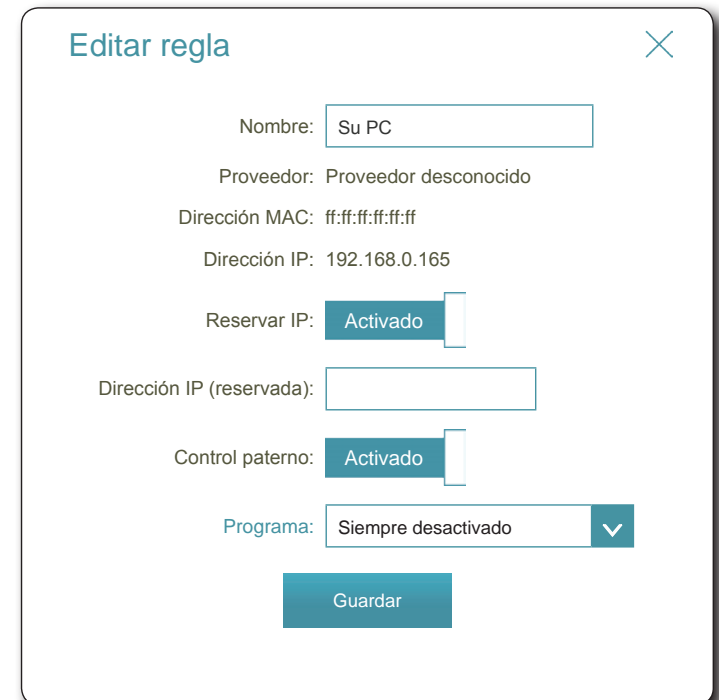 Editar regla
Nombre: Su PC
Proveedor: Proveedor desconocido
Dirección MAC: ff:ff:ff:ff:ff:ff
Dirección IP: 192.168.0.165
Reservar IP: Activado
Dirección IP (reservada):
Control paterno: Activado
Programa: Siempre desactivado
Guardar